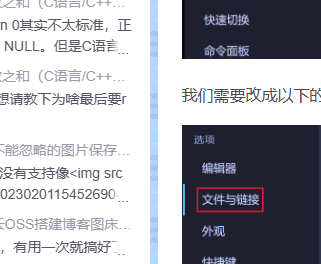 之和（C语言/C++…
rn 0其实不太标准，正
NULL。但是C语言…
之和（C语言/C++…
想请教下为啥最后要r
不能忽略的图片保存…
没有支持像<img src
023020115452690…
OSS搭建博客图床…
，有用一次就搞好了…
快速切换
命令面板
我们需要改成以下的
选项
编辑器
文件与链接
外观
快捷键